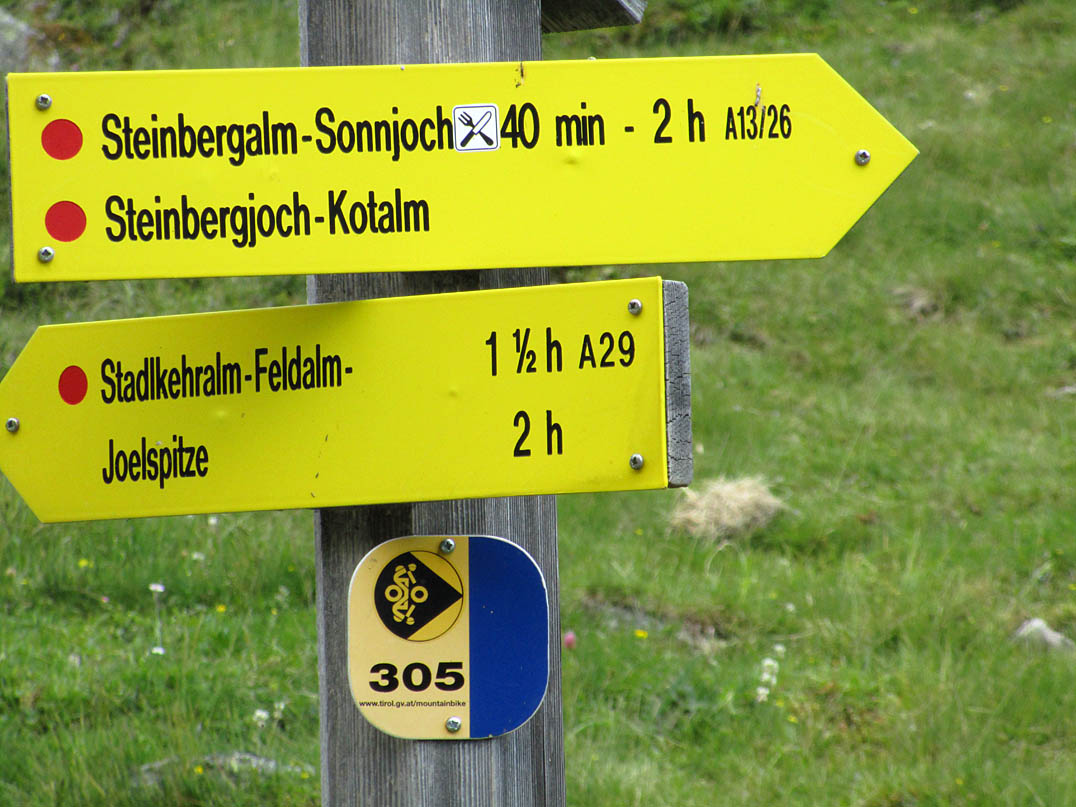 Steinbergalm-Sonnjoch 40 min - 2 h A13/26
Steinbergjoch-Kotalm
Stadlkehralm-Feldalm- 1 ½ h A29
Joelspitze 2 h
305
www.tirol.gv.at/mountainbike